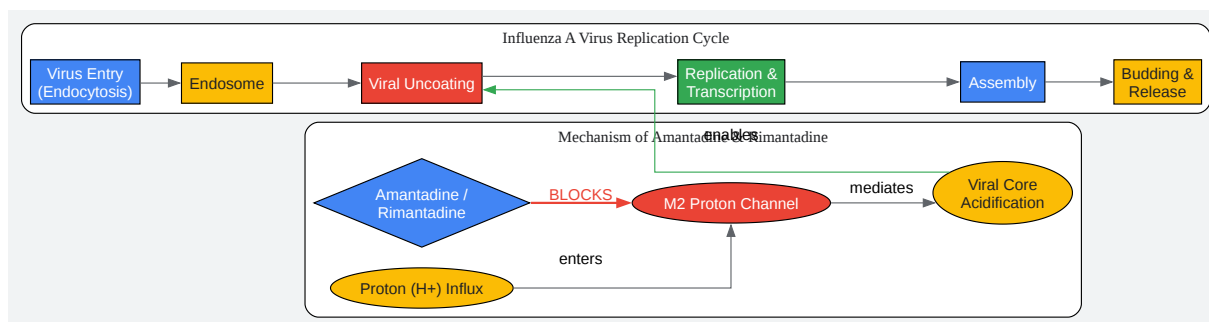 Influenza A Virus Replication Cycle
Virus Entry
(Endocytosis)
Endosome
Viral Uncoating
Replication &
Transcription
Assembly
Budding &
Release
Mechanism of Amantadine & Rimantadine
enables
Amantadine /
Rimantadine
BLOCKS
M2 Proton Channel
mediates
Viral Core
Acidification
enters
Proton (H+) Influx